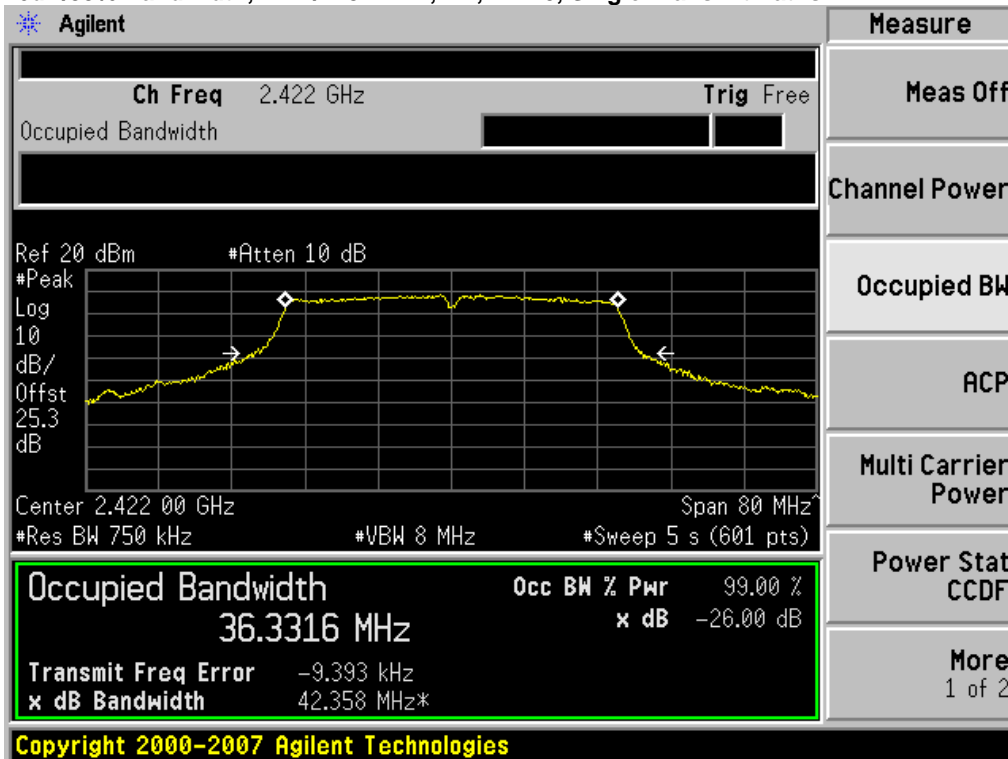 Agilent
Measure
Ch Freq 2.422 GHz Trig Free
Occupied Bandwidth
Meas Off
Channel Power
Occupied BW
ACP
Multi Carrier
Power
Power Stat
CCDF
More
1 of 2
Ref 20 dBm #Atten 10 dB
#Peak
Log
10
dB/
Offst
25.3
dB
Center 2.422 00 GHz Span 80 MHz^
#Res BW 750 kHz #VBW 8 MHz #Sweep 5 s (601 pts)
Occupied Bandwidth Occ BW % Pwr 99.00 %
36.3316 MHz x dB -26.00 dB
Transmit Freq Error -9.393 kHz
x dB Bandwidth 42.358 MHz*
Copyright 2000-2007 Agilent Technologies